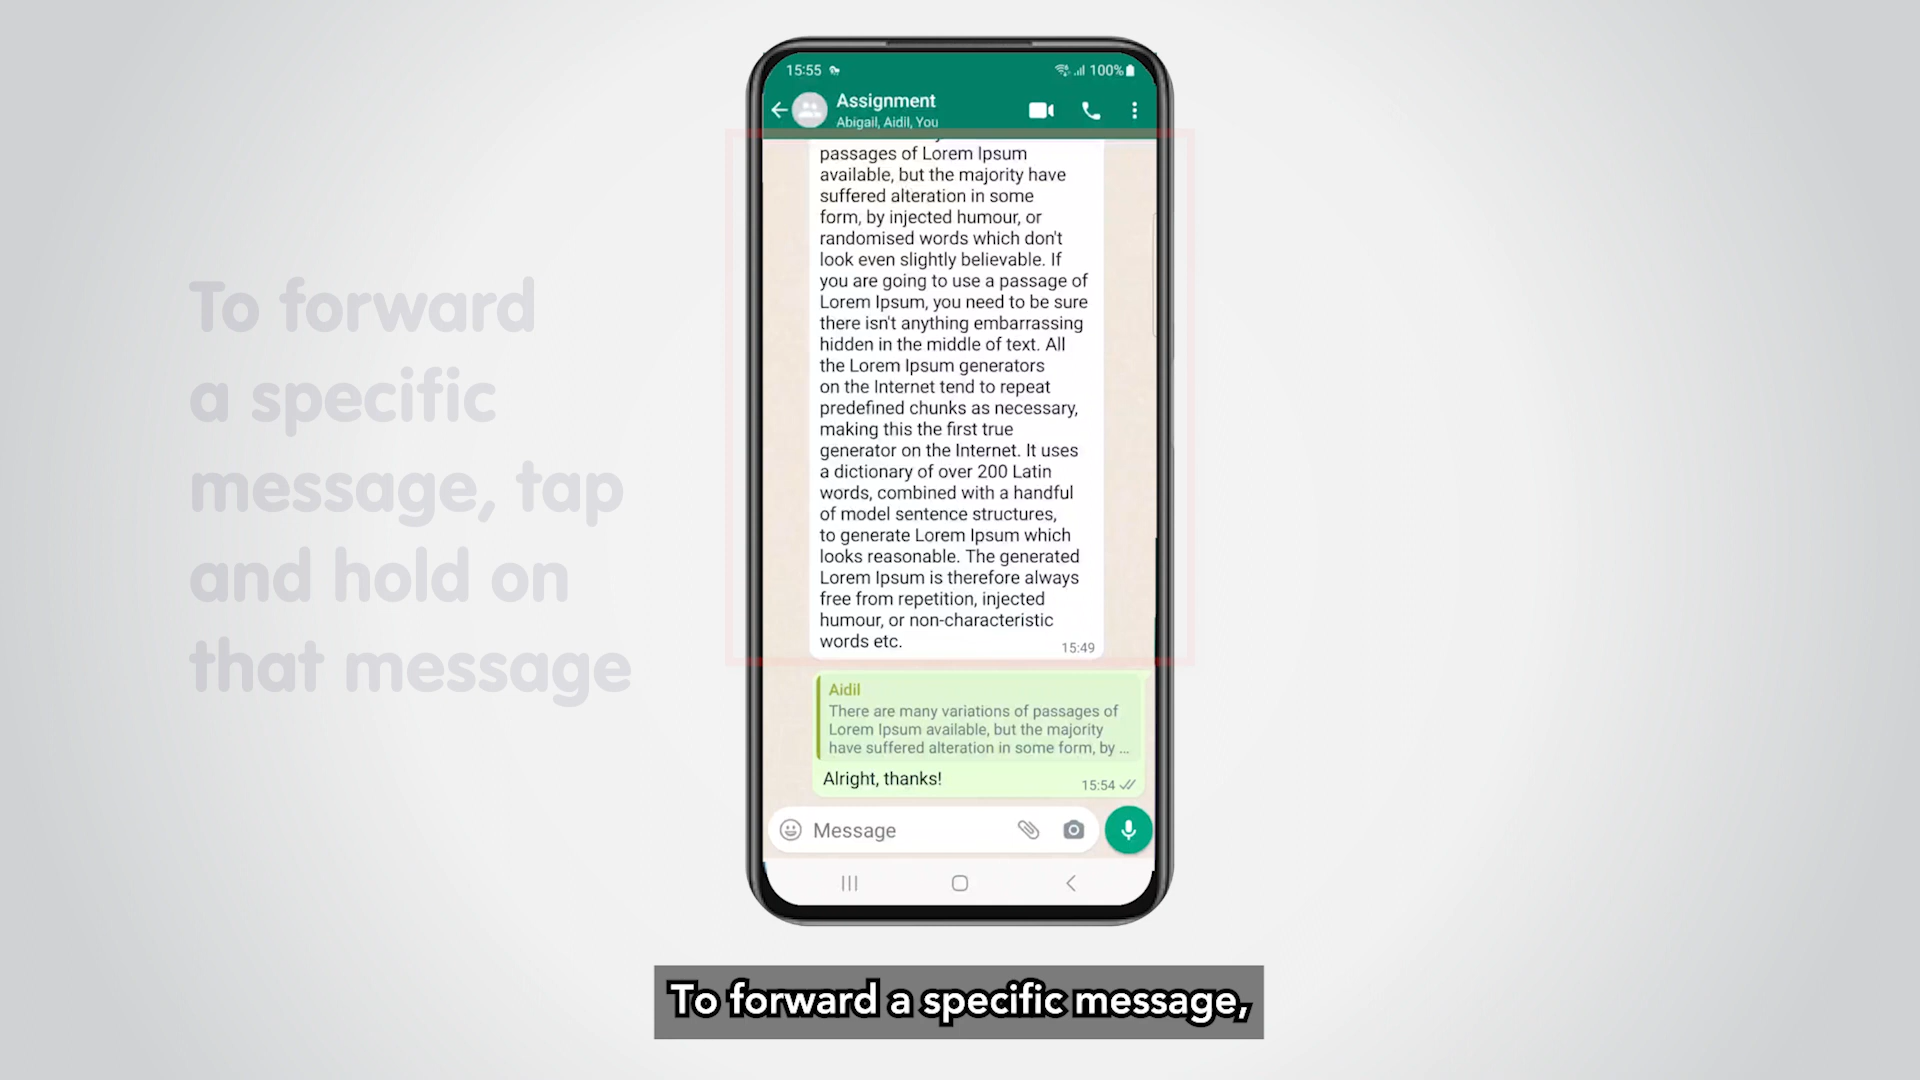 To forward
a specific
message, tap
and hold on
that message
15:55
100%
Assignment
Abigail, Aidil, You
passages of Lorem Ipsum
available, but the majority have
suffered alteration in some
form, by injected humour, or
randomised words which don't
look even slightly believable. If
you are going to use a passage of
Lorem Ipsum, you need to be sure
there isn't anything embarrassing
hidden in the middle of text. All
the Lorem Ipsum generators
on the Internet tend to repeat
predefined chunks as necessary,
making this the first true
generator on the Internet. It uses
a dictionary of over 200 Latin
words, combined with a handful
of model sentence structures,
to generate Lorem Ipsum which
looks reasonable. The generated
Lorem Ipsum is therefore always
free from repetition, injected
humour, or non-characteristic
words etc.
15:49
Aidil
There are many variations of passages of
Lorem Ipsum available, but the majority
have suffered alteration in some form, by ...
Alright, thanks!
15:54
Message
To forward a specific message,